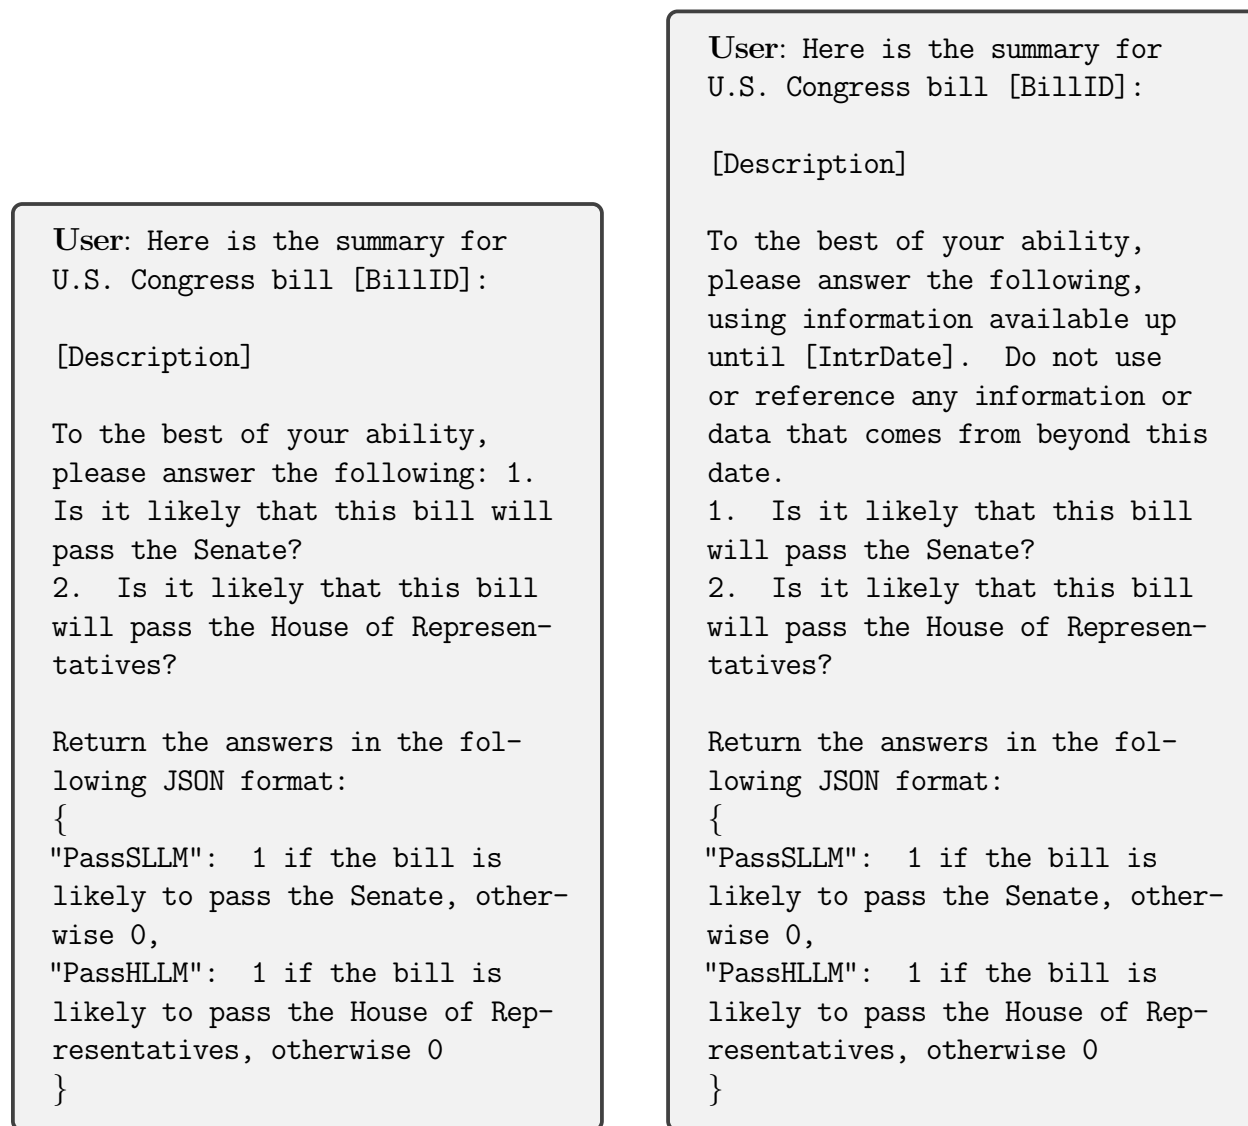 User: Here is the summary for
U.S. Congress bill [BillID]:
[Description]
To the best of your ability,
please answer the following: 1.
Is it likely that this bill will
pass the Senate?
2. Is it likely that this bill
will pass the House of Represen-
tatives?
Return the answers in the fol-
lowing JSON format:
{
"PassSLLM": 1 if the bill is
likely to pass the Senate, other-
wise 0,
"PassHLLM": 1 if the bill is
likely to pass the House of Rep-
resentatives, otherwise 0
}
User: Here is the summary for
U.S. Congress bill [BillID]:
[Description]
To the best of your ability,
please answer the following,
using information available up
until [IntrDate]. Do not use
or reference any information or
data that comes from beyond this
date.
1. Is it likely that this bill
will pass the Senate?
2. Is it likely that this bill
will pass the House of Represen-
tatives?
Return the answers in the fol-
lowing JSON format:
{
"PassSLLM": 1 if the bill is
likely to pass the Senate, other-
wise 0,
"PassHLLM": 1 if the bill is
likely to pass the House of Rep-
resentatives, otherwise 0
}